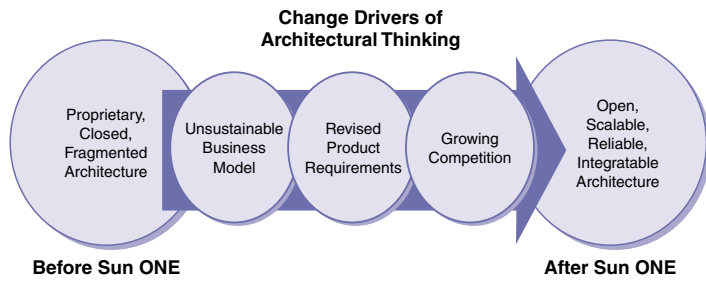 Change Drivers of
Architectural Thinking
Proprietary,
Closed,
Fragmented
Architecture
Unsustainable
Business
Model
Revised
Product
Requirements
Growing
Competition
Open,
Scalable,
Reliable,
Integratable
Architecture
Before Sun ONE
After Sun ONE